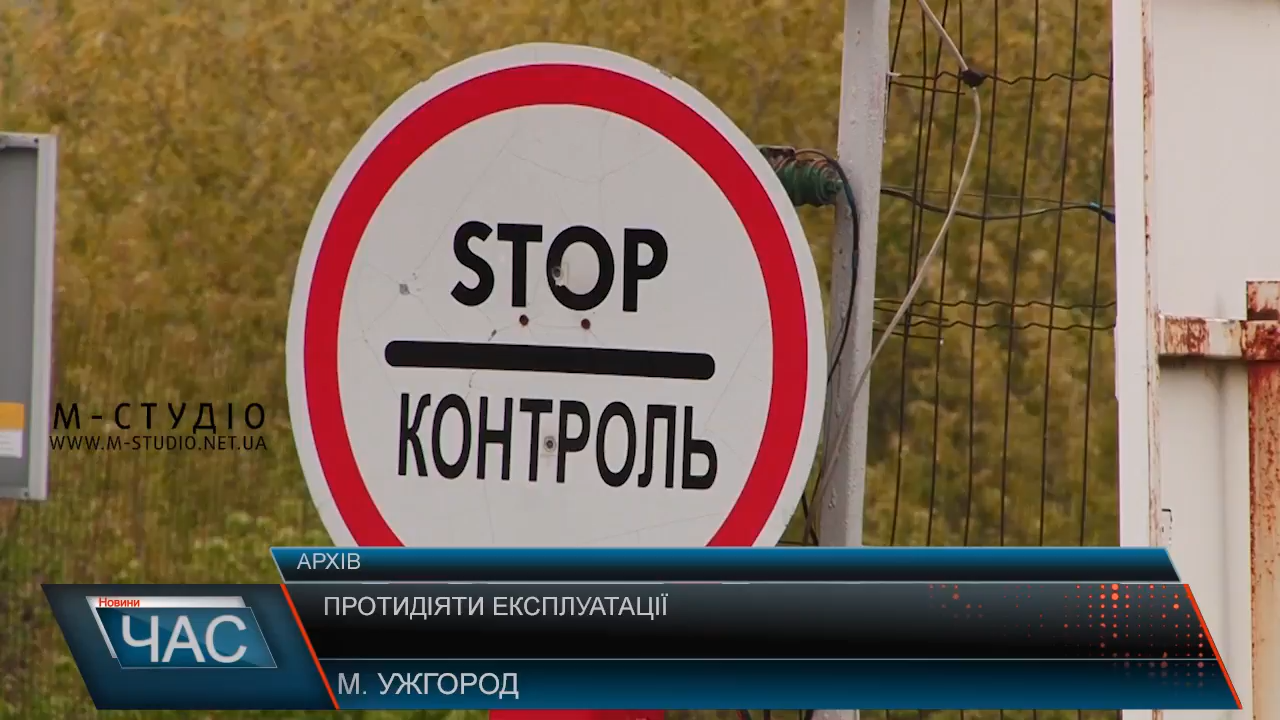 STOP
КОНТРОЛЬ
М-СТУДІО
WWW.M-STUDIO.NET.UA
АРХІВ
Новини
ЧАС
ПРОТИДІЯТИ ЕКСПЛУАТАЦІЇ
М. УЖГОРОД